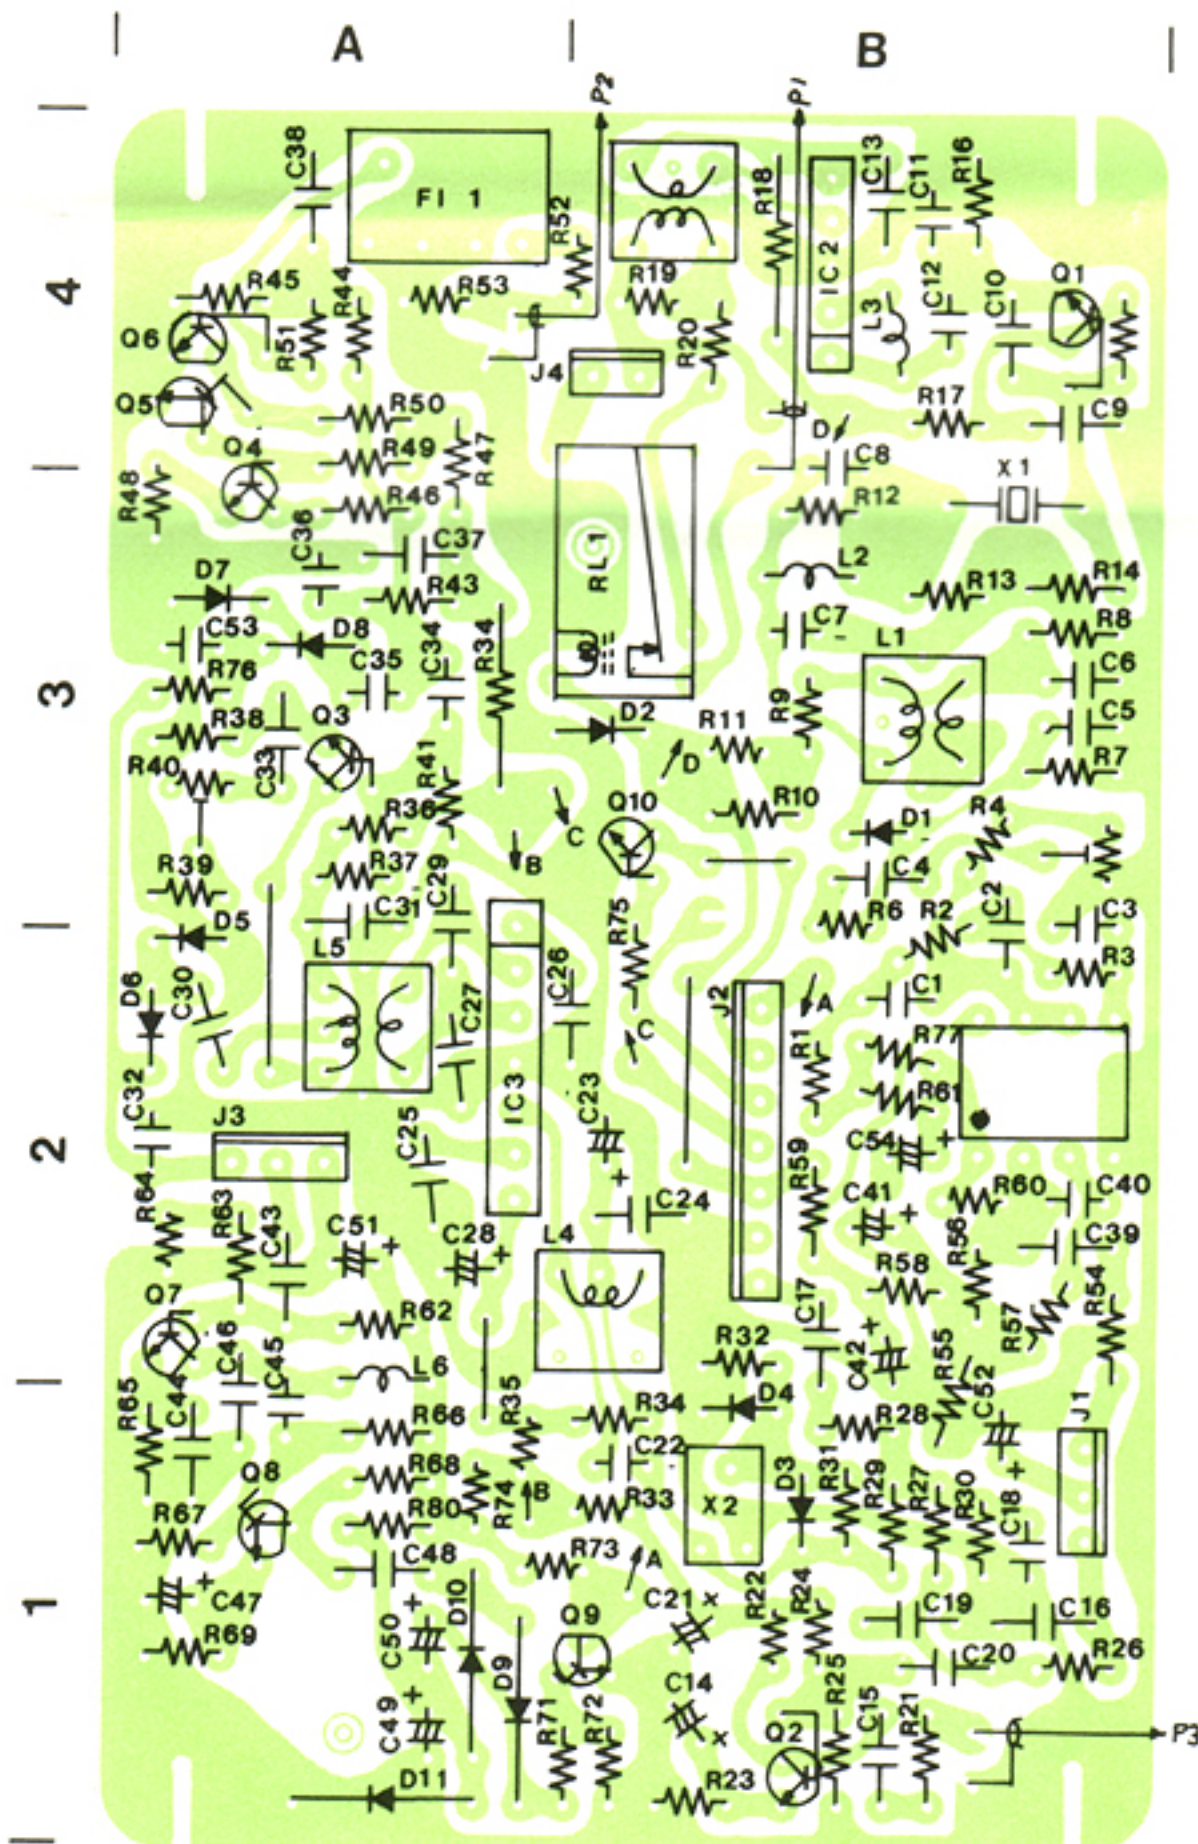 A
B
P2
P1
C38
FI 1
R52
R18
IC2
C13
C11
R16
4
R45
R44
R53
R19
L3
C12
C10
Q1
Q6
R51
J4
R20
Q5
R50
R17
C9
Q4
R49
R47
D
C8
X1
R48
R46
R12
C36
C37
RL1
L2
D7
R43
R13
R14
C53
D8
C34
R34
C7
L1
R8
R76
C35
C6
3
R38
Q3
D2
R11
R9
C5
R40
C33
R41
D
R7
R36
C
Q10
R10
D1
R4
R39
R37
C29
B
C4
D5
C31
R75
R6
R2
C2
C3
L5
R3
D6
C30
C27
C26
J2
A
C1
C
R1
R77
C32
IC3
C23
R61
J3
C25
C54 +
2
R64
R63
+
C24
R59
C41
R60
C40
C43
C51 +
C28 +
L4
+
R56
C39
R58
Q7
R62
C17
R57
R54
C46
C45
R32
C42 +
R55
L6
R65
C44
R35
R34
D4
C52
J1
R66
R28
Q8
R68
C22
D3
R31
R29
R27
R30
+
R67
R80
R74
B
R33
X2
C18
C48
R73
A
1
+
C47
D10
C21
R22
R24
C19
C16
R69
C50 +
Q9
C20
R26
D9
C14
R25
C49 +
R71
R72
Q2
C15
R21
P3
D11
R23